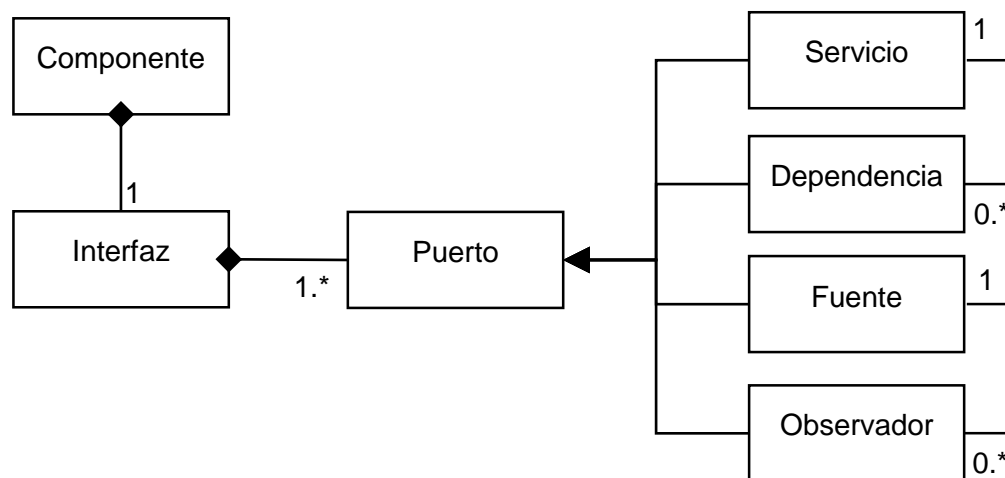 Componente
1
Interfaz
1.*
Puerto
Servicio
1
Dependencia
0.*
Fuente
1
Observador
0.*